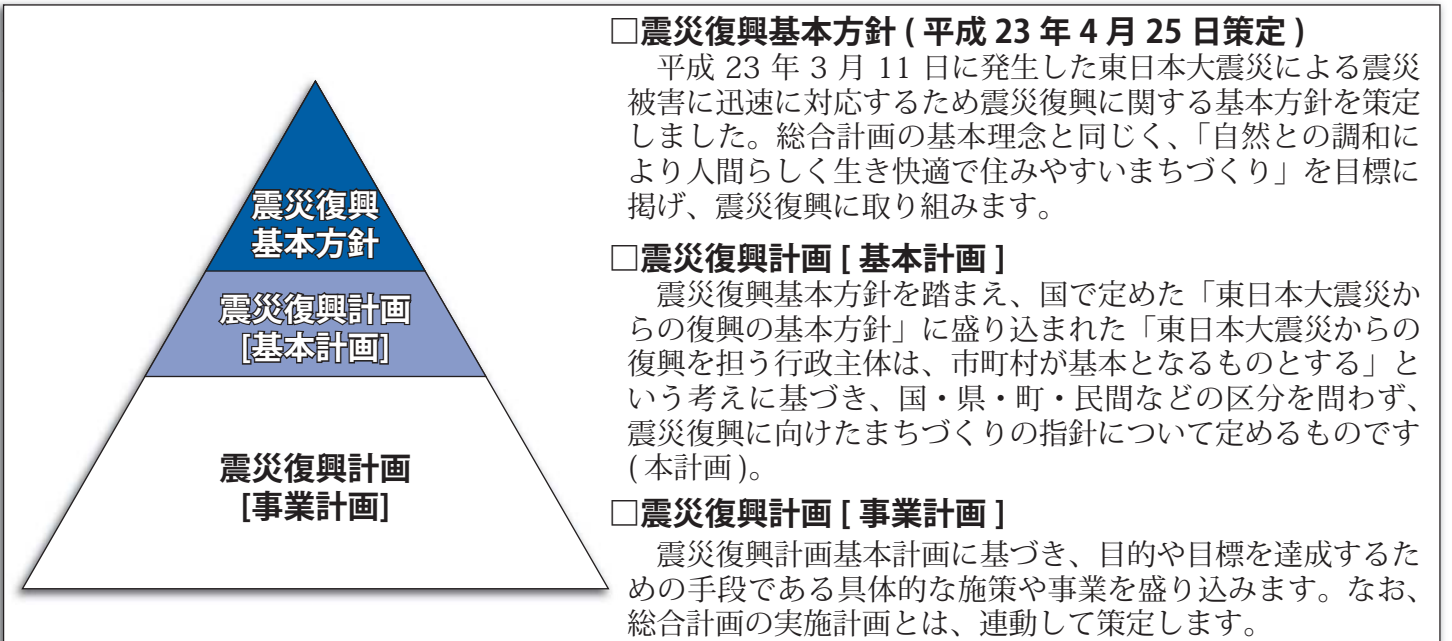 震災復興
基本方針
震災復興計画
[基本計画]
震災復興計画
[事業計画]
□震災復興基本方針 ( 平成 23 年 4 月 25 日策定 )
平成 23 年 3 月 11 日に発生した東日本大震災による震災
被害に迅速に対応するため震災復興に関する基本方針を策定
しました。総合計画の基本理念と同じく、「自然との調和に
より人間らしく生き快適で住みやすいまちづくり」を目標に
掲げ、震災復興に取り組みます。
□震災復興計画 [ 基本計画 ]
震災復興基本方針を踏まえ、国で定めた「東日本大震災か
らの復興の基本方針」に盛り込まれた「東日本大震災からの
復興を担う行政主体は、市町村が基本となるものとする」と
いう考えに基づき、国・県・町・民間などの区分を問わず、
震災復興に向けたまちづくりの指針について定めるものです
( 本計画 )。
□震災復興計画 [ 事業計画 ]
震災復興計画基本計画に基づき、目的や目標を達成するた
めの手段である具体的な施策や事業を盛り込みます。なお、
総合計画の実施計画とは、連動して策定します。